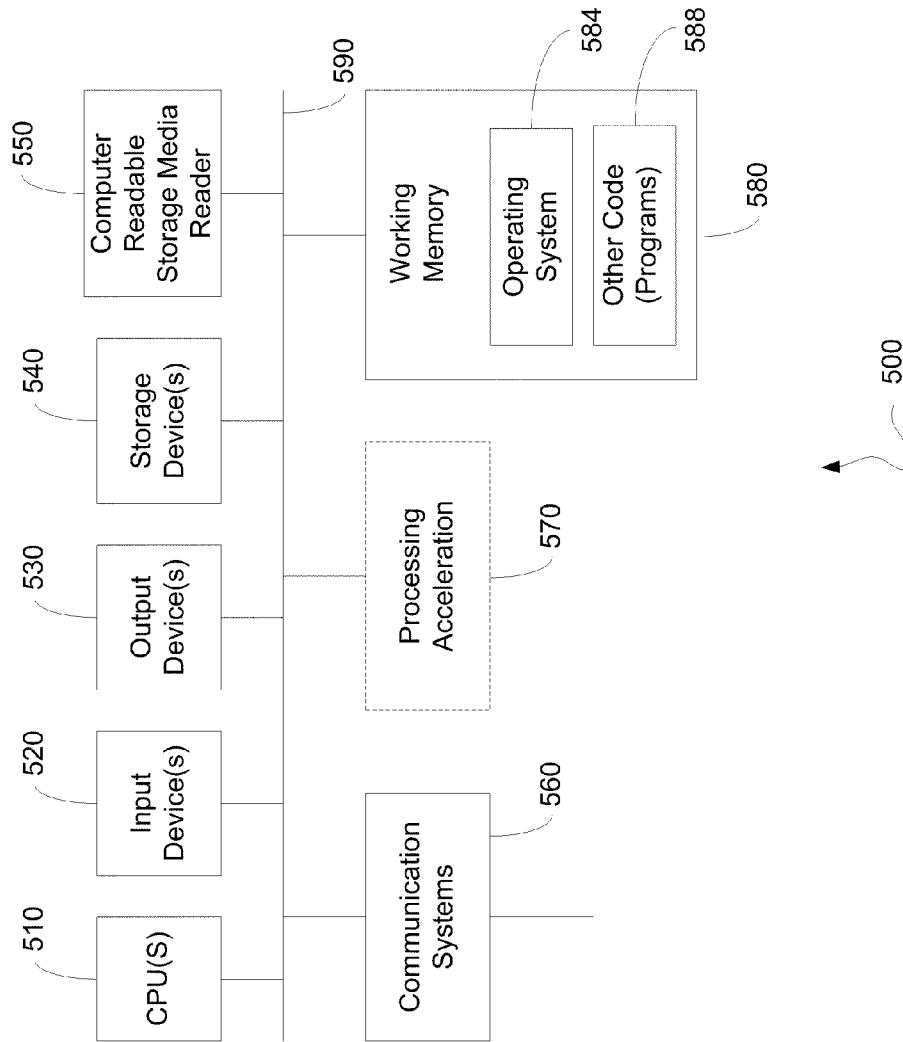 510
520
530
540
550
CPU(S)
Input
Device(s)
Output
Device(s)
Storage
Device(s)
Computer
Readable
Storage Media
Reader
590
Communication
Systems
560
Processing
Acceleration
570
Working
Memory
Operating
System
584
Other Code
(Programs)
588
580
500